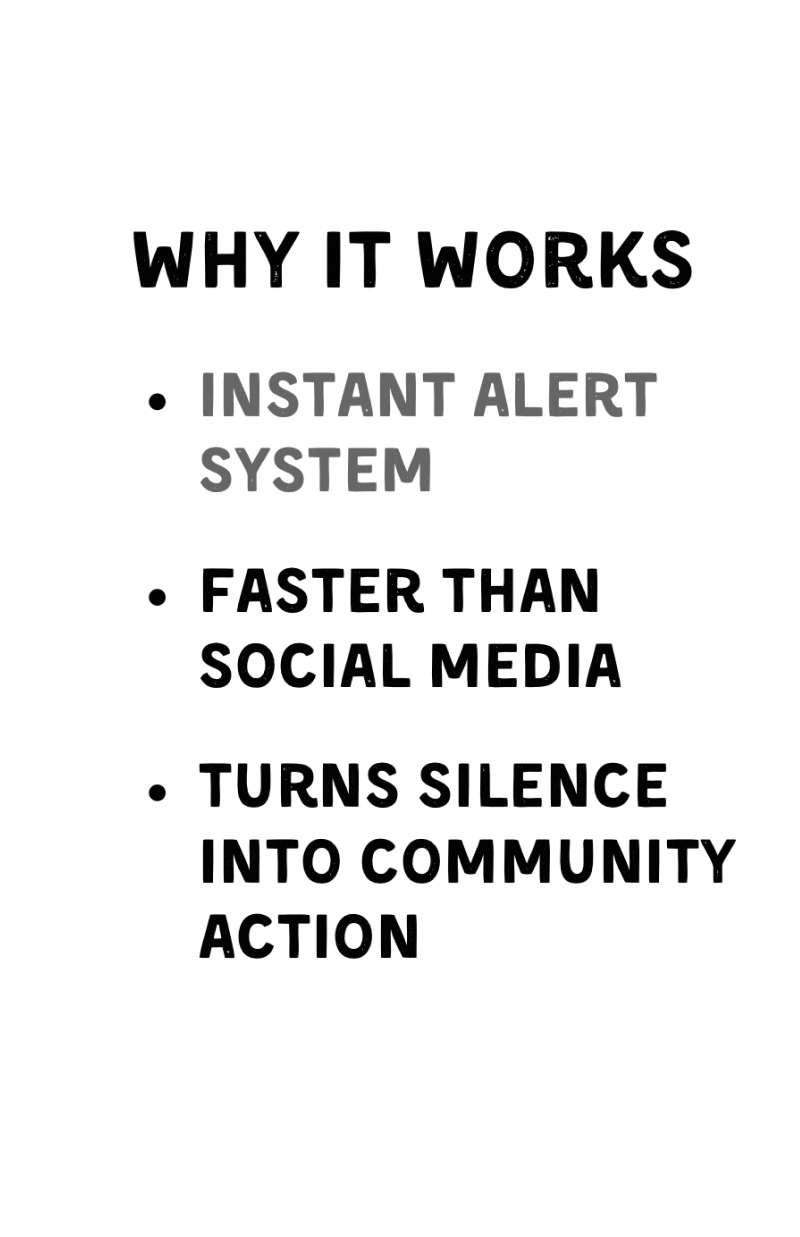 WHY IT WORKS
• INSTANT ALERT
SYSTEM
• FASTER THAN
SOCIAL MEDIA
• TURNS SILENCE
INTO COMMUNITY
ACTION